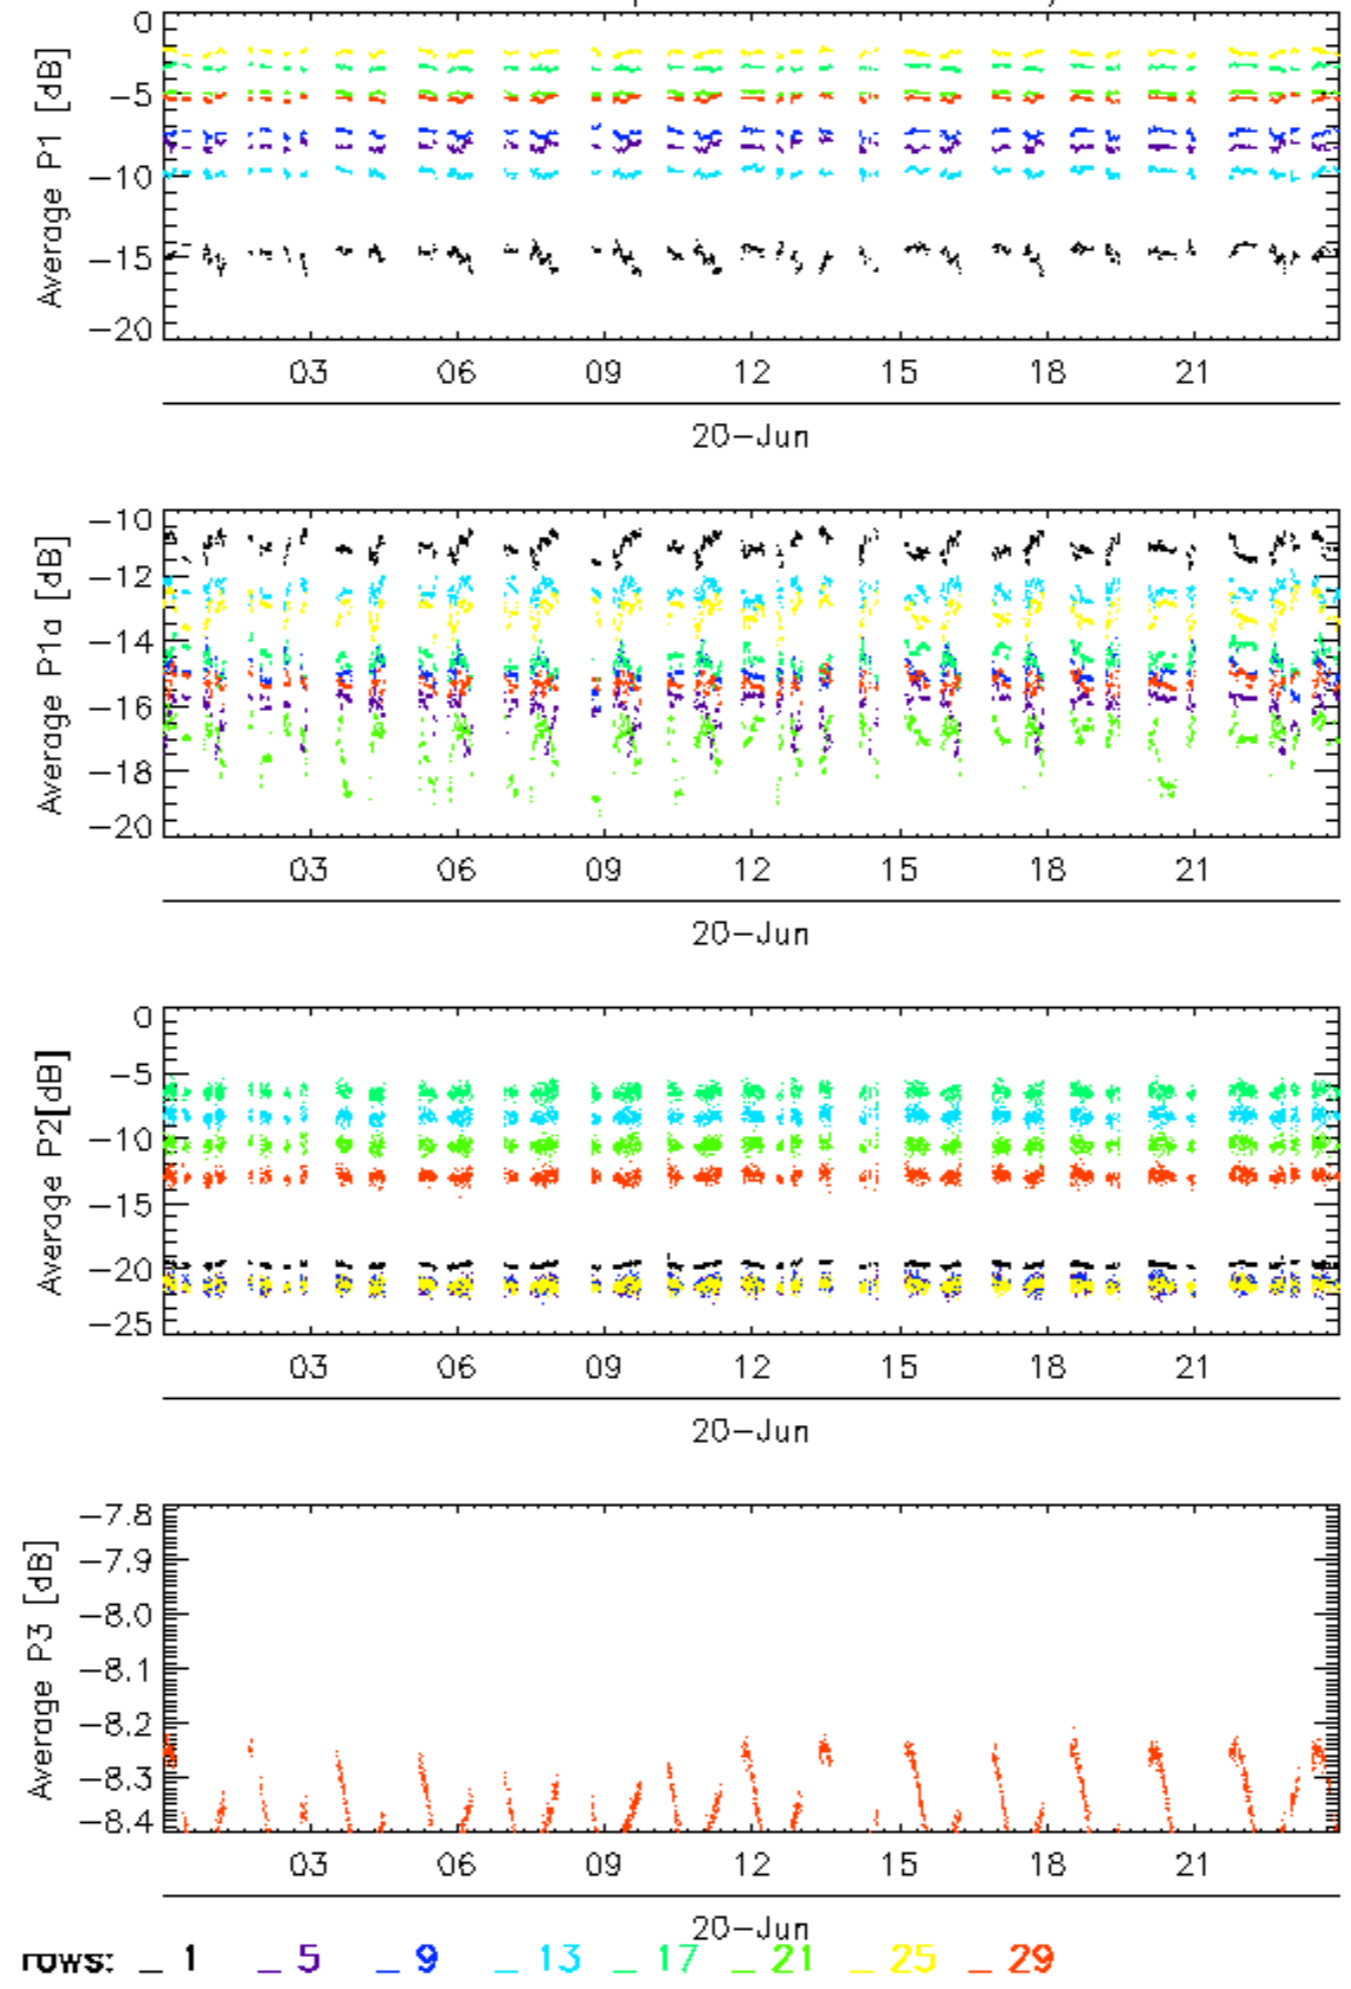 0
−5
−10
−15
−20
Average P1 [dB]
03 06 09 12 15 18 21
20−Jun
−10
−12
−14
−16
−18
−20
Average P1a [dB]
03 06 09 12 15 18 21
20−Jun
0
−5
−10
−15
−20
−25
Average P2[dB]
03 06 09 12 15 18 21
20−Jun
−7.8
−7.9
−8.0
−8.1
−8.2
−8.3
−8.4
Average P3 [dB]
03 06 09 12 15 18 21
20−Jun
rows: _ 1 _ 5 _ 9 _ 13 _ 17 _ 21 _ 25 _ 29